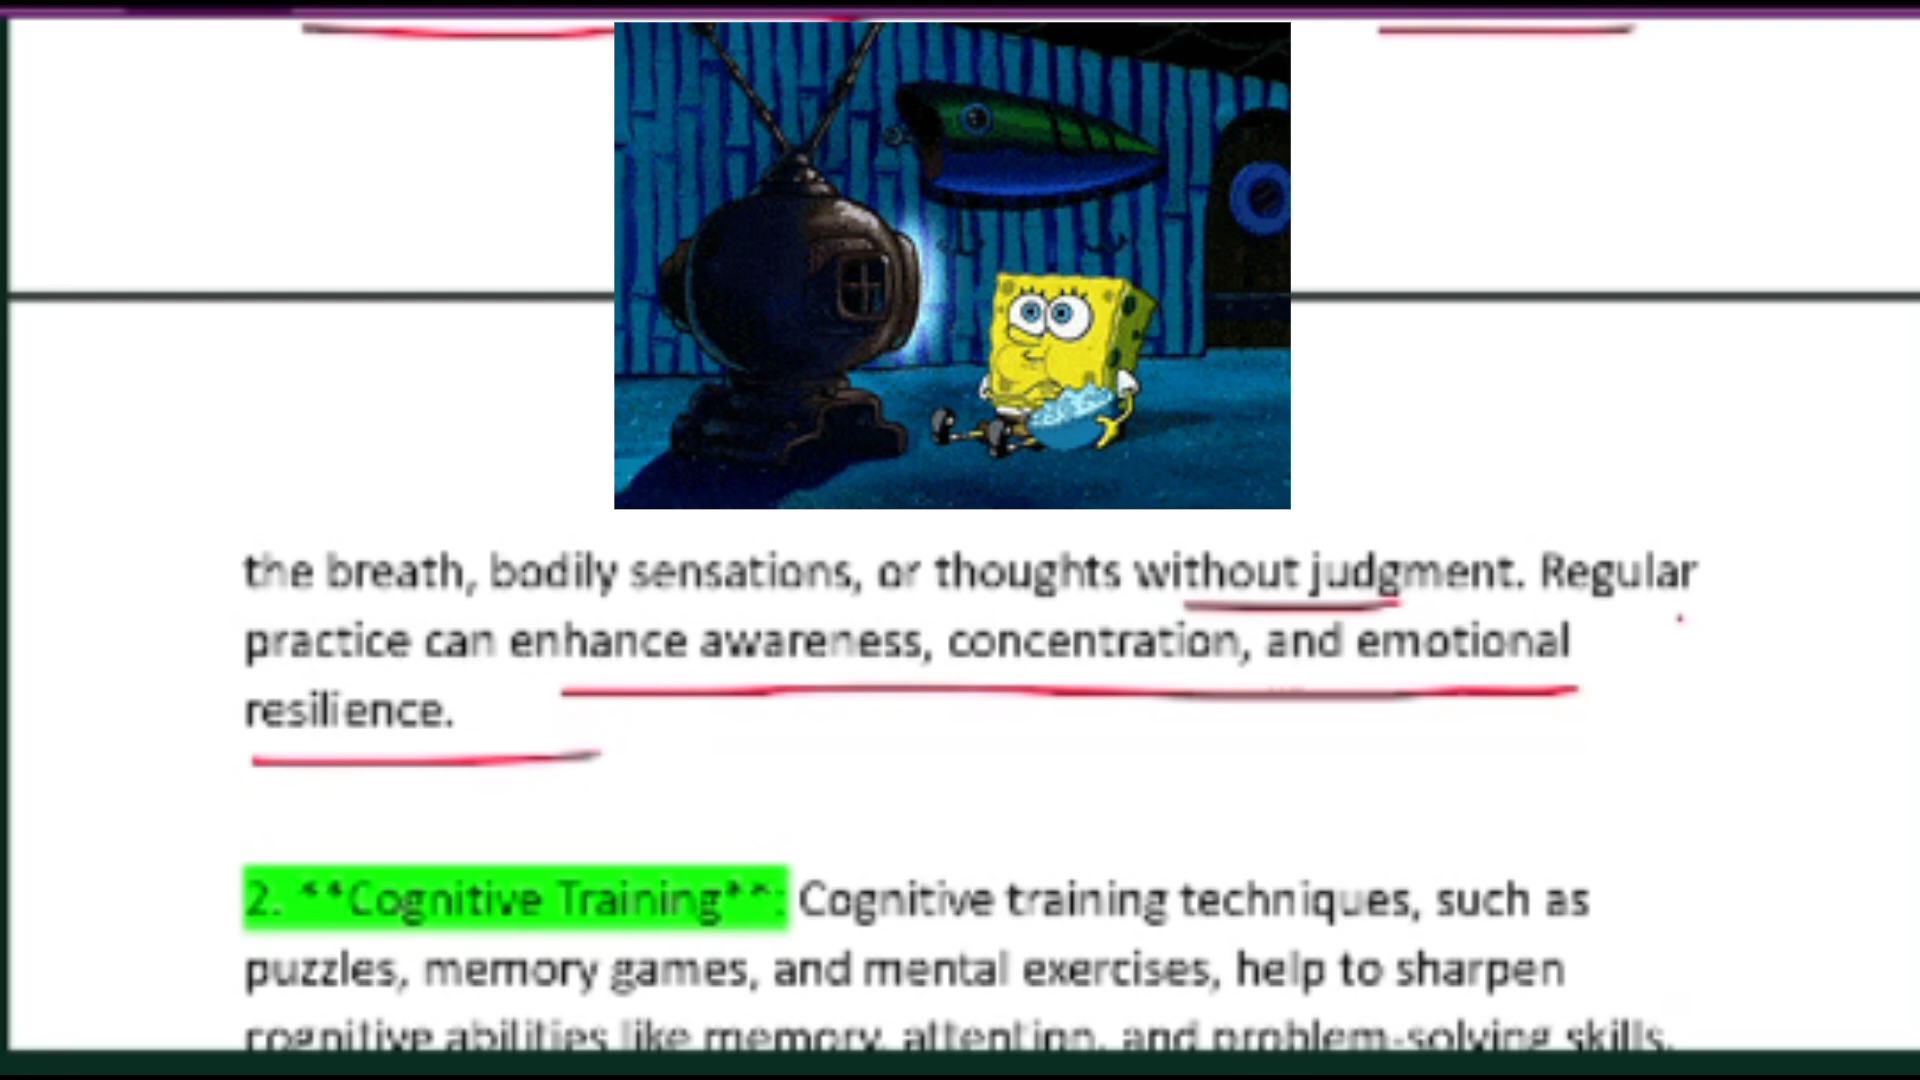 the breath, bodily sensations, or thoughts without judgment. Regular
practice can enhance awareness, concentration, and emotional
resilience.
2. **Cognitive Training**: Cognitive training techniques, such as
puzzles, memory games, and mental exercises, help to sharpen
cognitive abilities like memory, attention, and problem-solving skills.